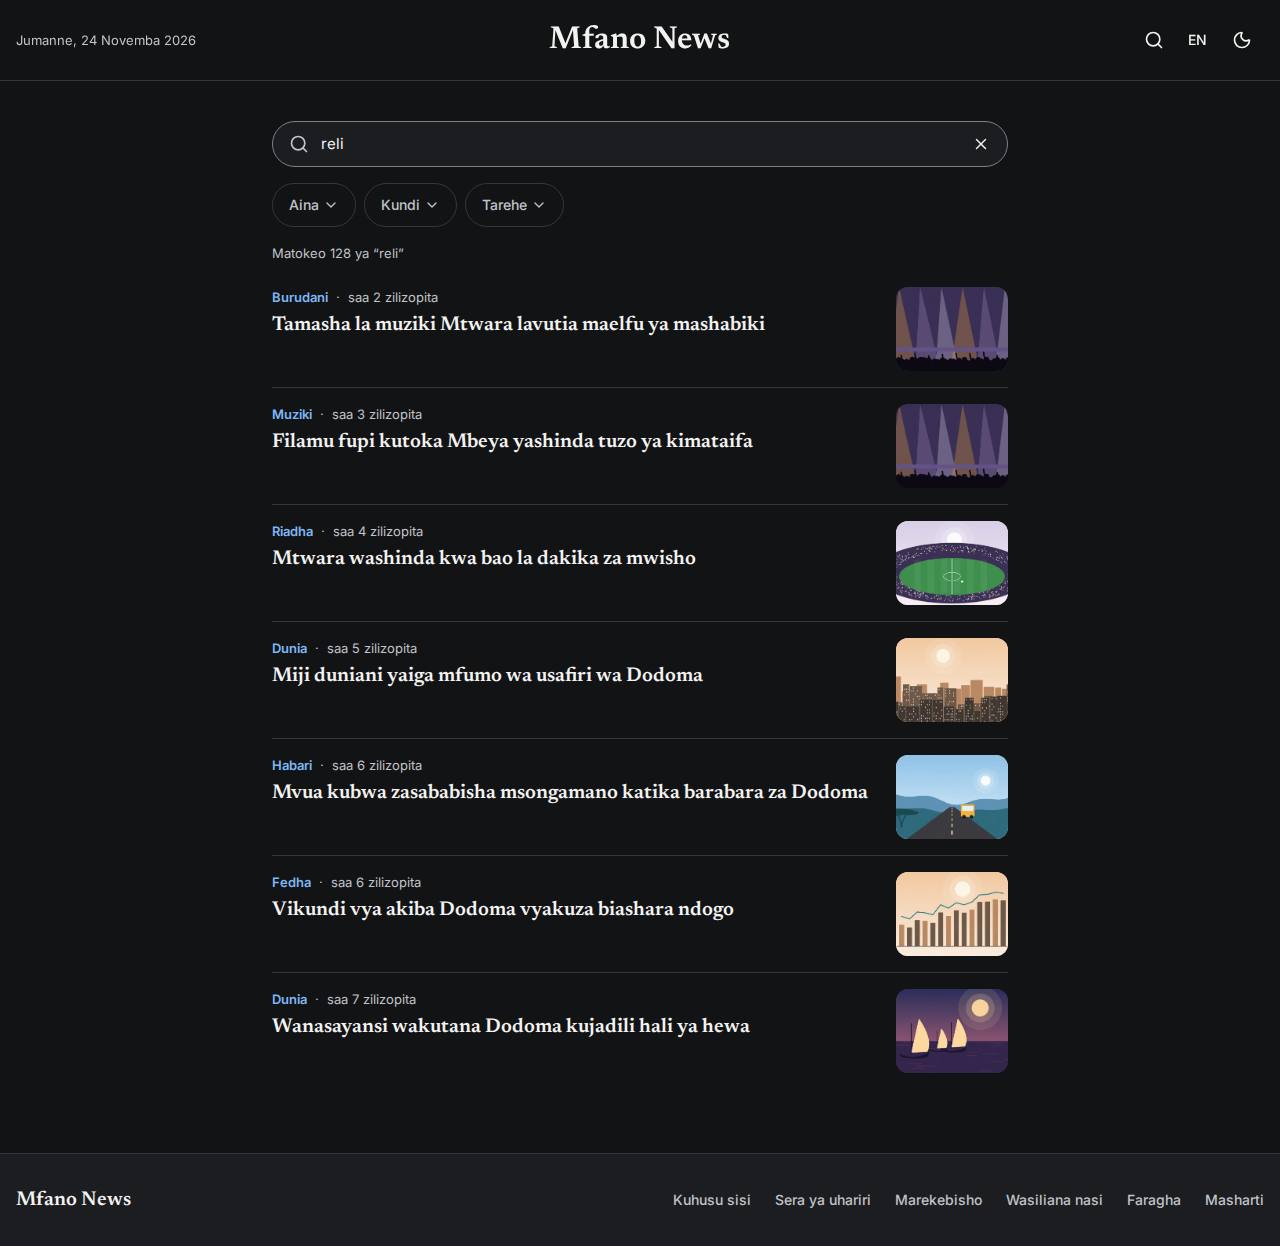 Jumanne, 24 Novemba 2026
Mfano News
EN
reli
Aina
Kundi
Tarehe
Matokeo 128 ya “reli”
Burudani · saa 2 zilizopita
Tamasha la muziki Mtwara lavutia maelfu ya mashabiki
Muziki · saa 3 zilizopita
Filamu fupi kutoka Mbeya yashinda tuzo ya kimataifa
Riadha · saa 4 zilizopita
Mtwara washinda kwa bao la dakika za mwisho
Dunia · saa 5 zilizopita
Miji duniani yaiga mfumo wa usafiri wa Dodoma
Habari · saa 6 zilizopita
Mvua kubwa zasababisha msongamano katika barabara za Dodoma
Fedha · saa 6 zilizopita
Vikundi vya akiba Dodoma vyakuza biashara ndogo
Dunia · saa 7 zilizopita
Wanasayansi wakutana Dodoma kujadili hali ya hewa
Mfano News
Kuhusu sisi
Sera ya uhariri
Marekebisho
Wasiliana nasi
Faragha
Masharti